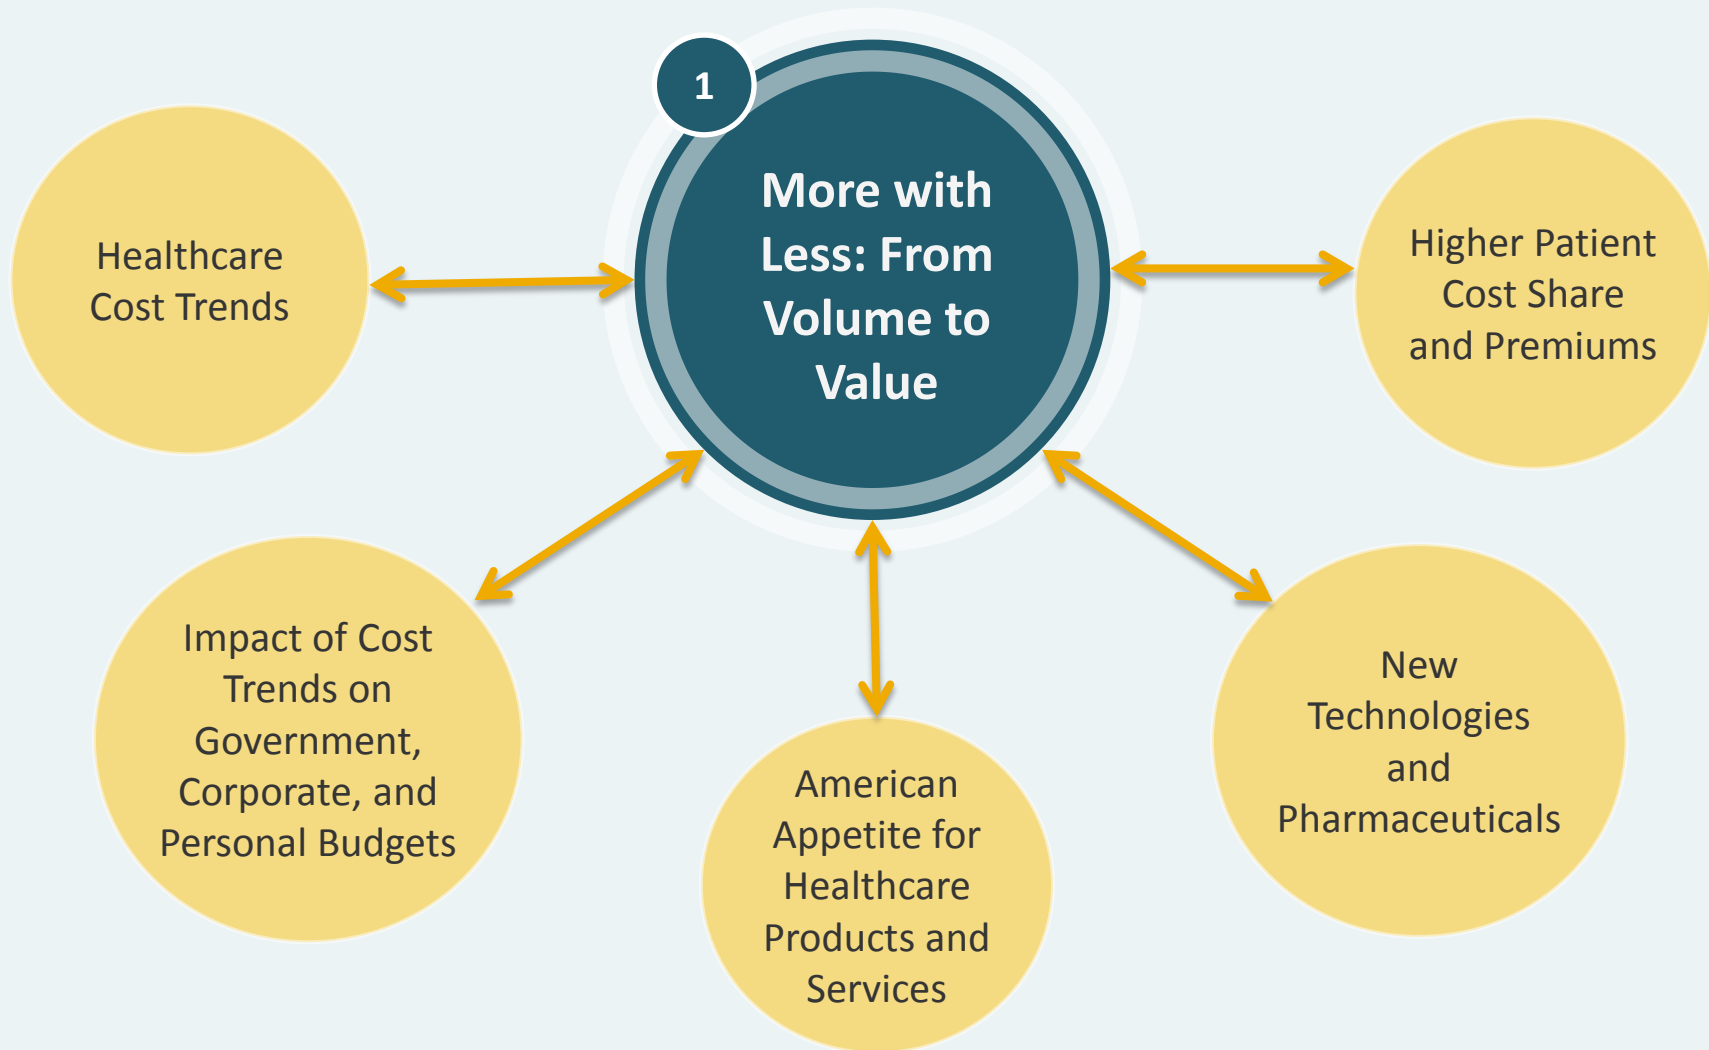 1
More with
Less: From
Volume to
Value
Healthcare
Cost Trends
Higher Patient
Cost Share
and Premiums
Impact of Cost
Trends on
Government,
Corporate, and
Personal Budgets
American
Appetite for
Healthcare
Products and
Services
New
Technologies
and
Pharmaceuticals